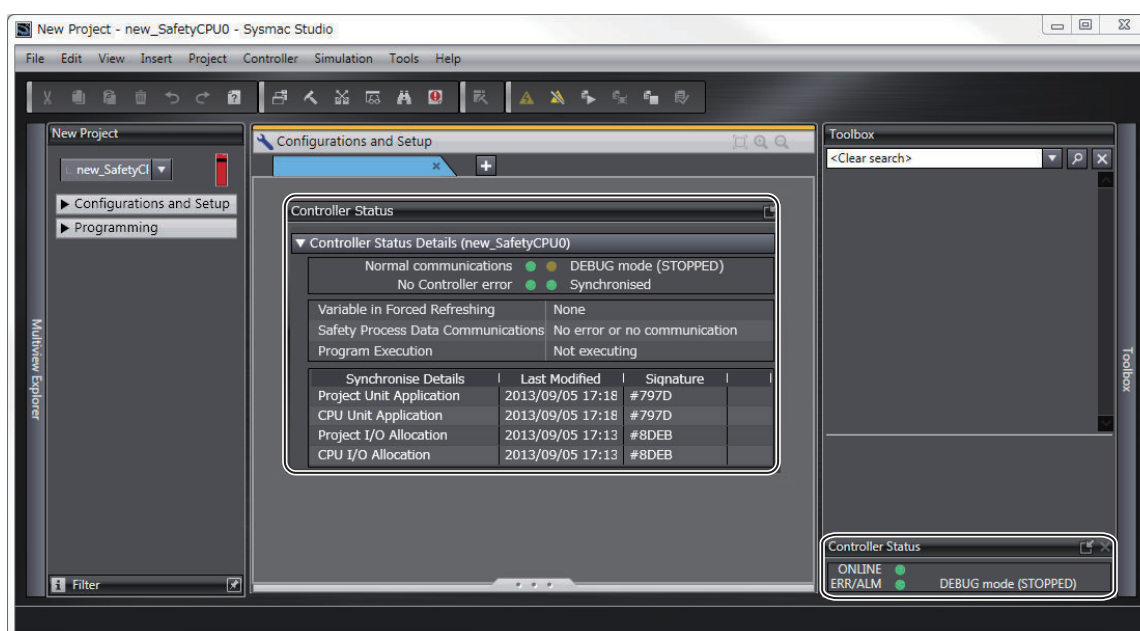 New Project - new_SafetyCPU0 - Sysmac Studio
File Edit View Insert Project Controller Simulation Tools Help
New Project
new_SafetyCl
Configurations and Setup
Programming
Multiview Explorer
Filter
Configurations and Setup
Controller Status
Controller Status Details (new_SafetyCPU0)
Normal communications DEBUG mode (STOPPED)
No Controller error Synchronised
Variable in Forced Refreshing None
Safety Process Data Communications No error or no communication
Program Execution Not executing
Synchronise Details Last Modified Signature
Project Unit Application 2013/09/05 17:18 #797D
CPU Unit Application 2013/09/05 17:18 #797D
Project I/O Allocation 2013/09/05 17:13 #8DEB
CPU I/O Allocation 2013/09/05 17:13 #8DEB
Toolbox
<Clear search>
Toolbox
Controller Status
ONLINE
ERR/ALM DEBUG mode (STOPPED)